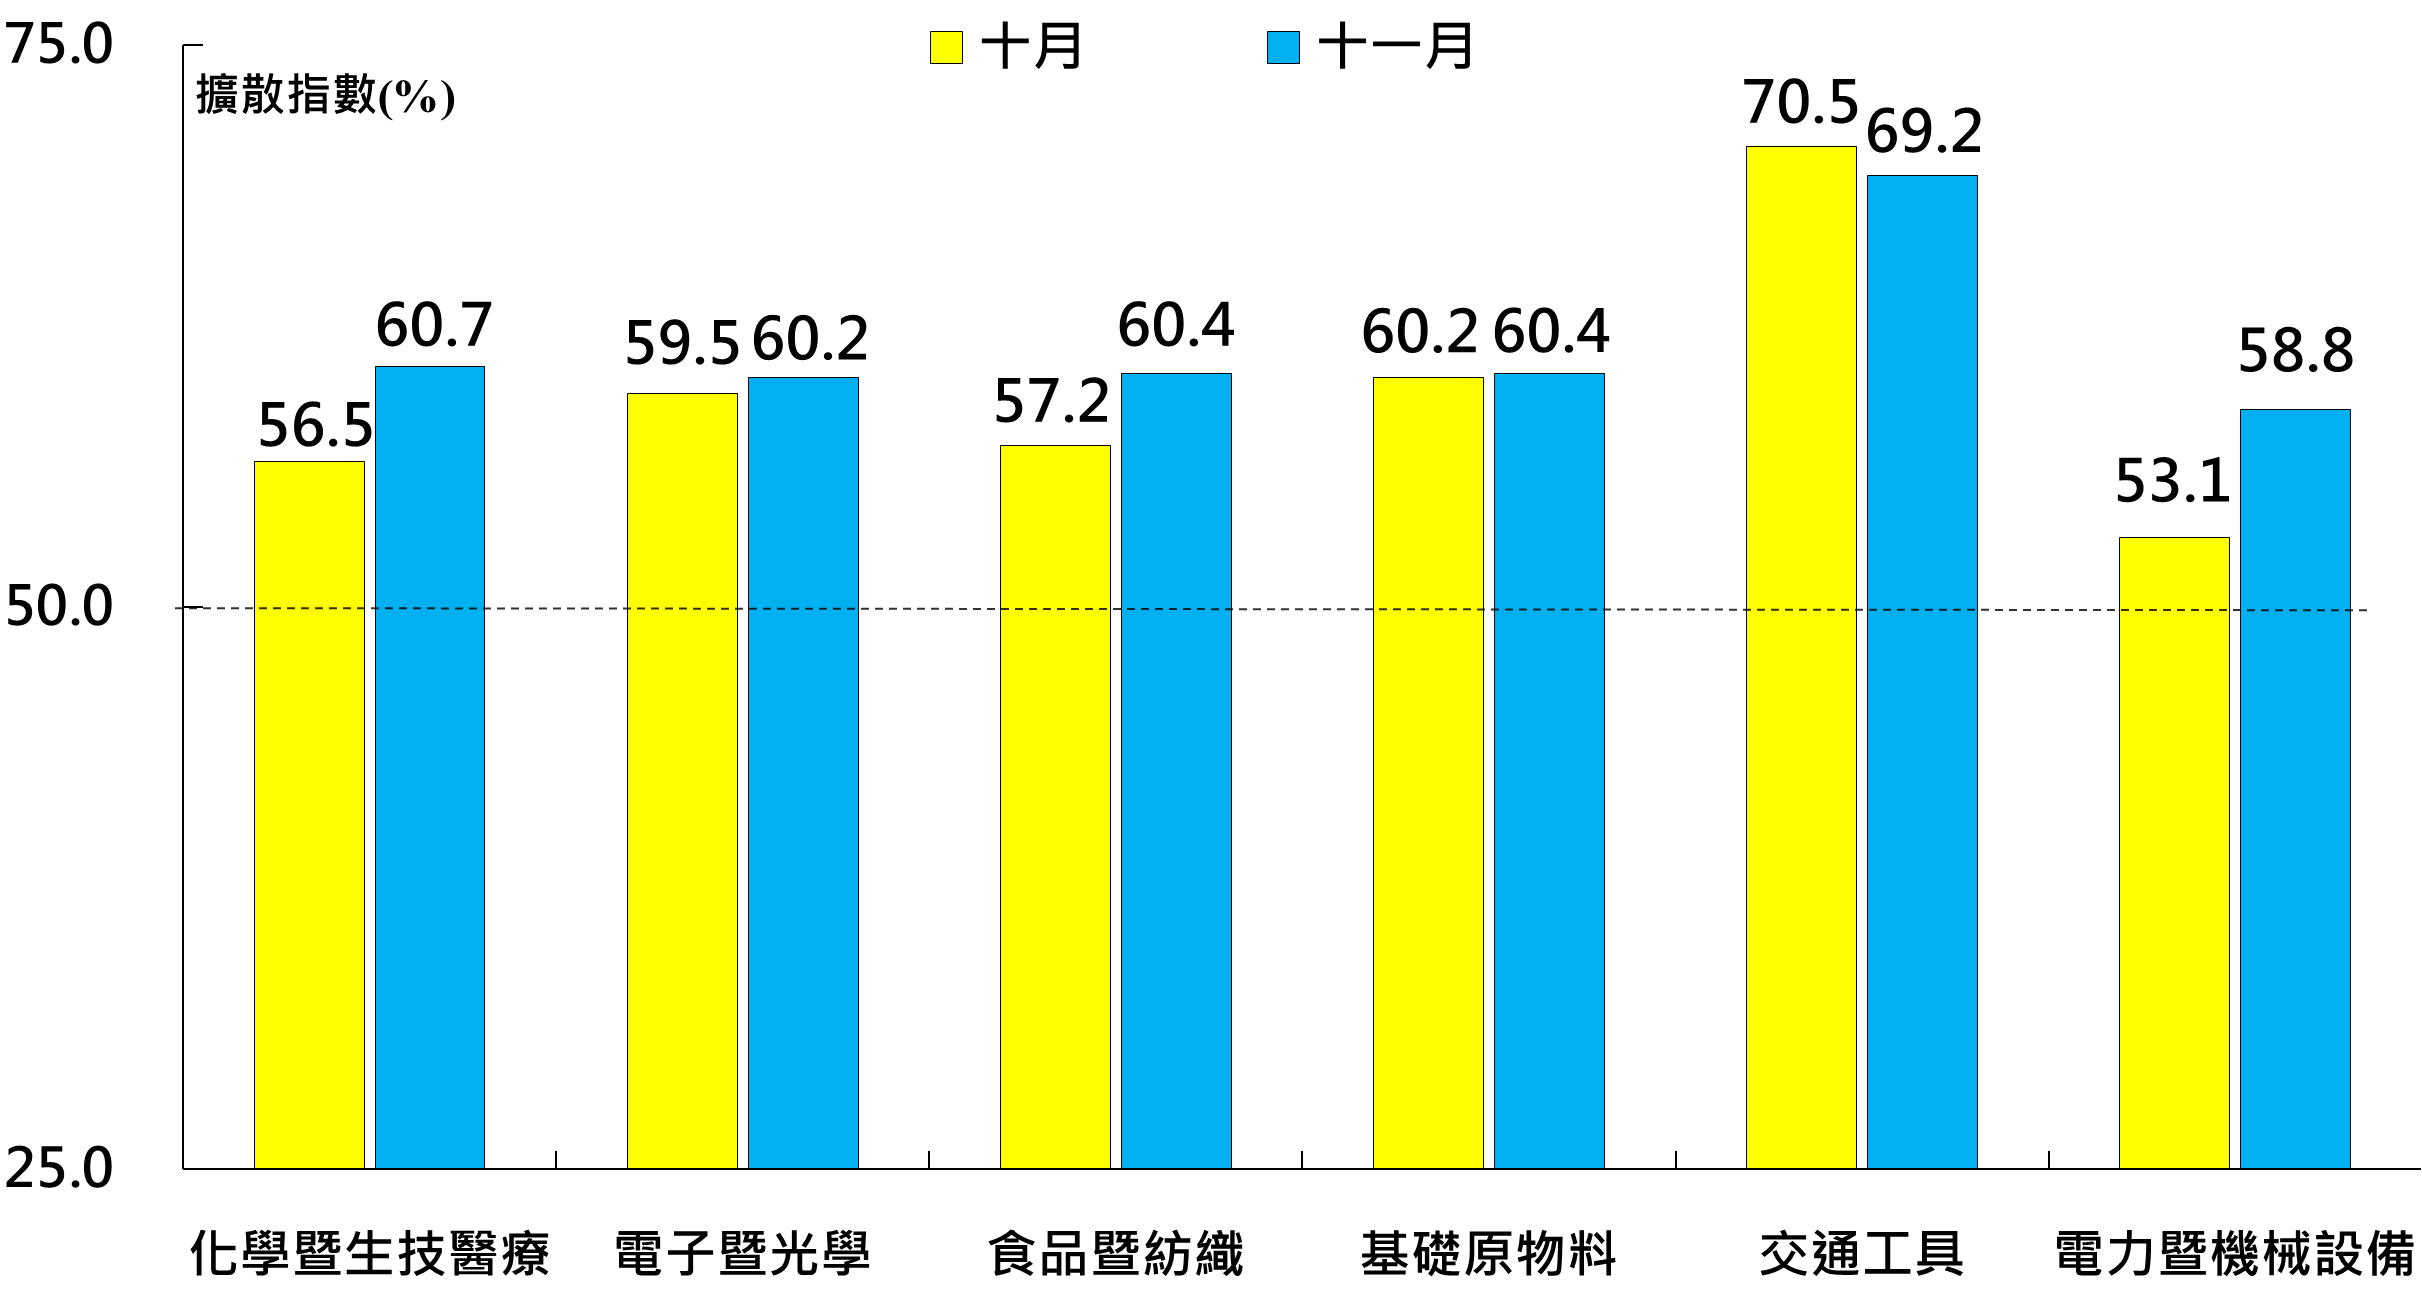 75.0
十月
十一月
擴散指數(%)
70.5
69.2
60.7
59.5
60.2
60.4
60.2
60.4
58.8
56.5
57.2
53.1
50.0
25.0
化學暨生技醫療
電子暨光學
食品暨紡織
基礎原物料
交通工具
電力暨機械設備